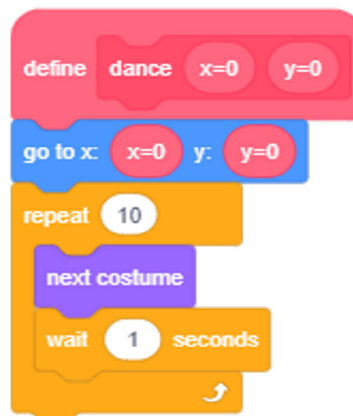 define dance x=0 y=0
go to x: x=0 y: y=0
repeat 10
next costume
wait 1 seconds